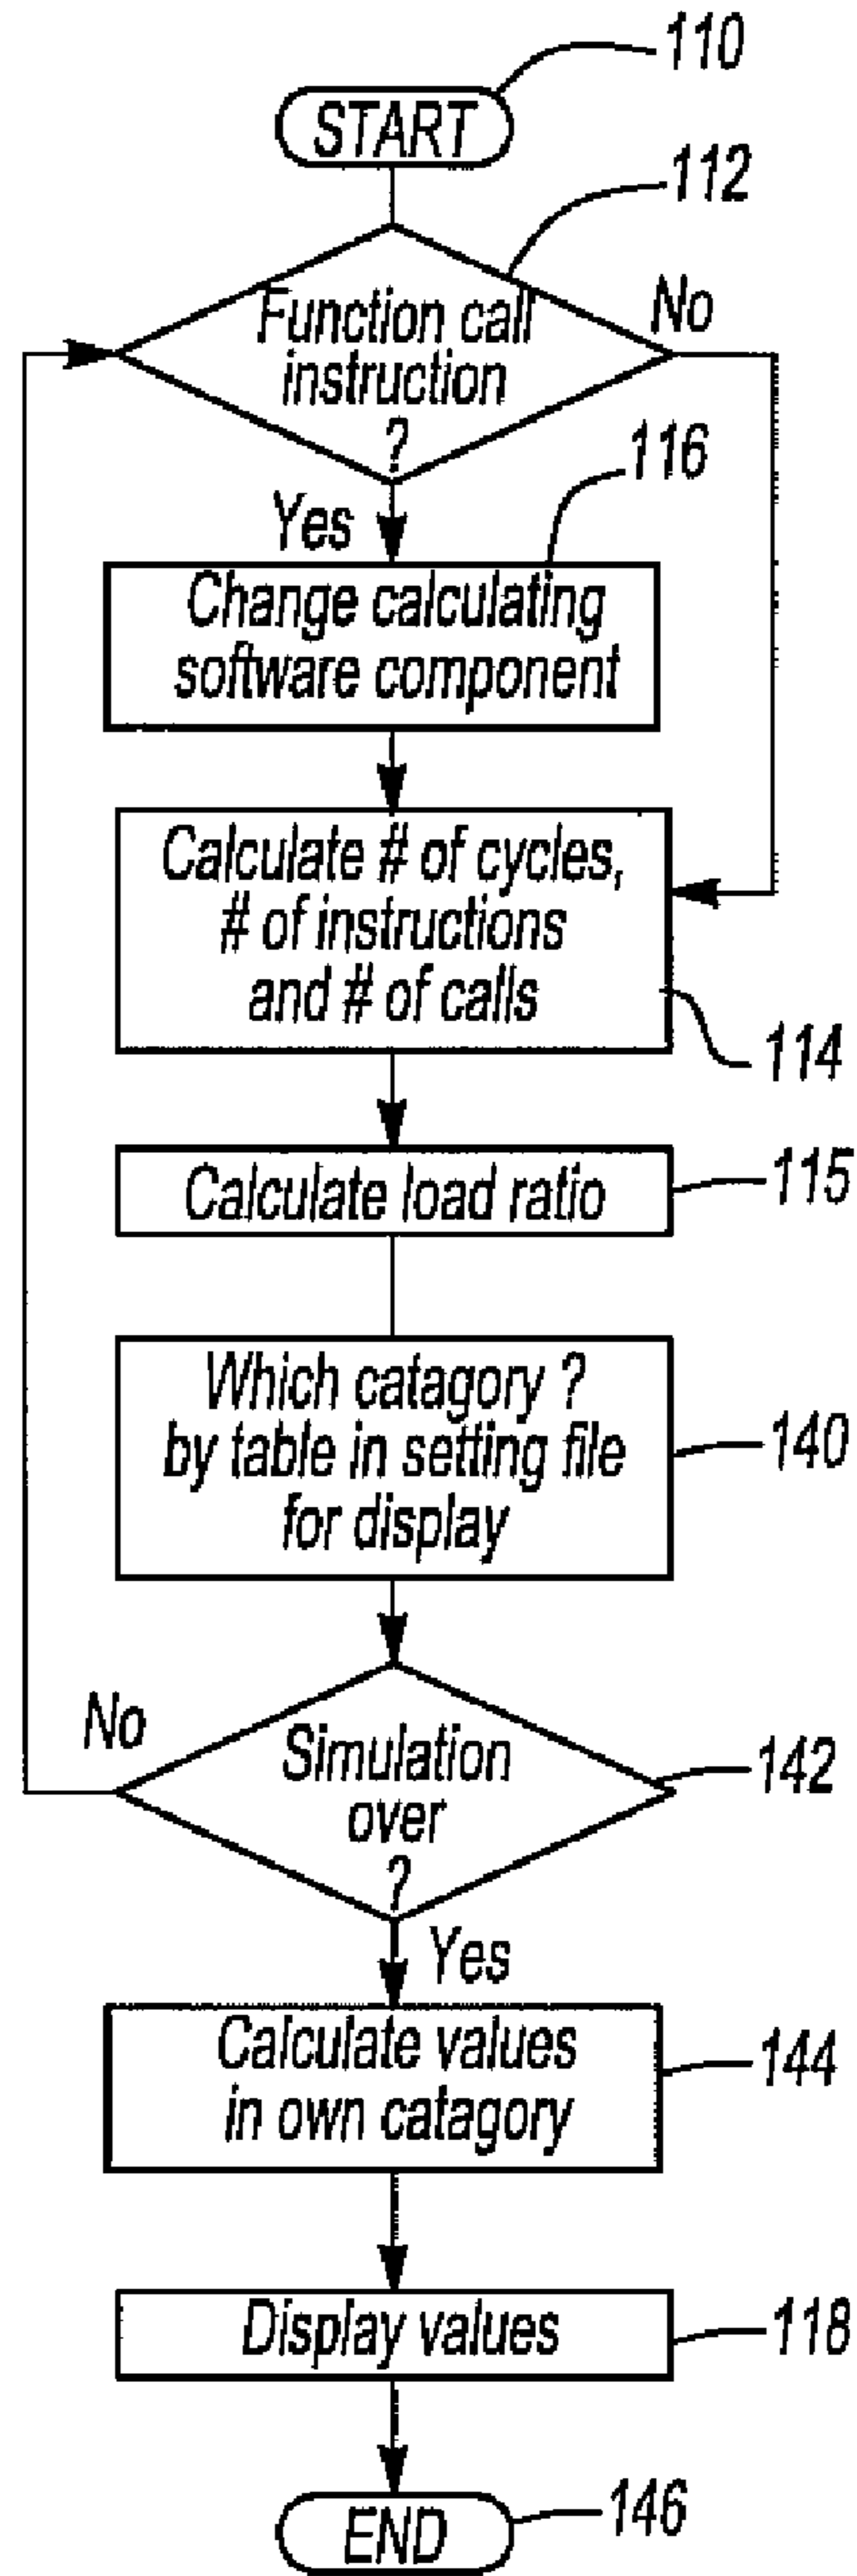 110
START
112
Function call
instruction
?
No
116
Yes
Change calculating
software component
Calculate # of cycles,
# of instructions
and # of calls
114
Calculate load ratio
115
Which catagory ?
by table in setting file
for display
140
No
Simulation
over
?
142
Yes
Calculate values
in own catagory
144
Display values
118
END
146